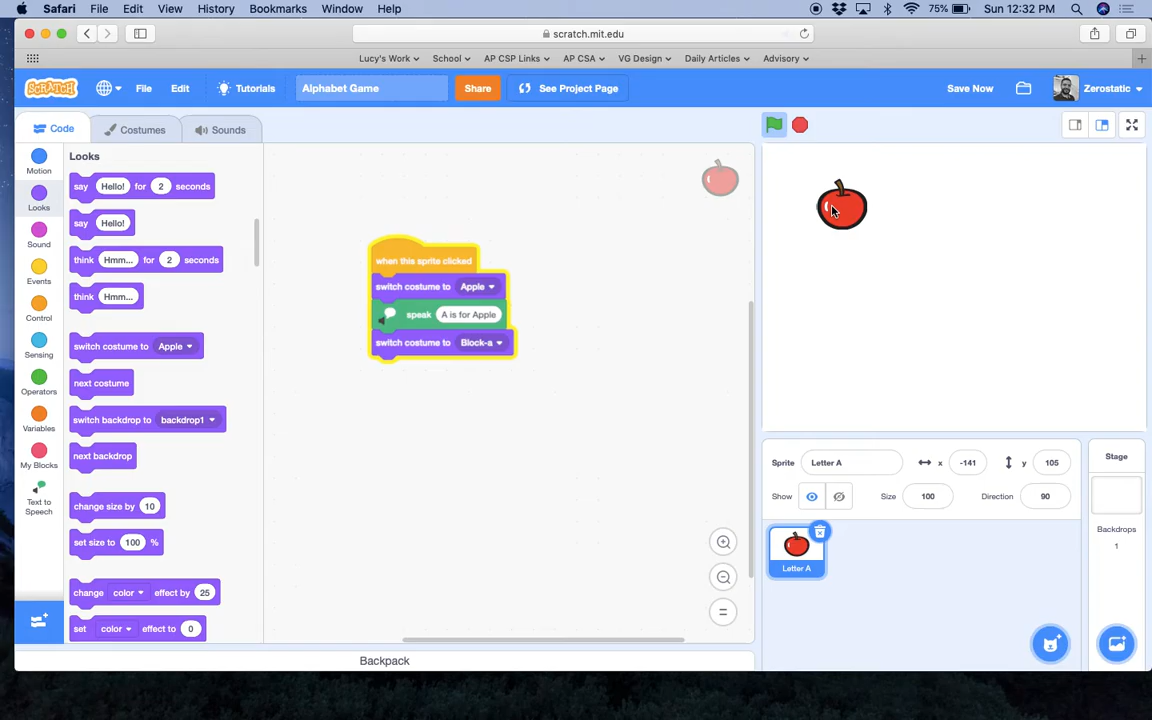 Safari File Edit View History Bookmarks Window Help 75% Sun 12:32 PM
scratch.mit.edu
Lucy's Work School AP CSP Links AP CSA VG Design Daily Articles Advisory
SCRATCH File Edit Tutorials Alphabet Game Share See Project Page Save Now Zerostatic
Code Costumes Sounds
Motion
Looks
Sound
Events
Control
Sensing
Operators
Variables
My Blocks
Text to
Speech
Looks
say Hello! for 2 seconds
say Hello!
think Hmm... for 2 seconds
think Hmm...
switch costume to Apple
next costume
switch backdrop to backdrop1
next backdrop
change size by 10
set size to 100 %
change color effect by 25
set color effect to 0
when this sprite clicked
switch costume to Apple
speak A is for Apple
switch costume to Block-a
Backpack
Sprite Letter A x -141 y 105
Show Size 100 Direction 90
Letter A
Stage
Backdrops
1